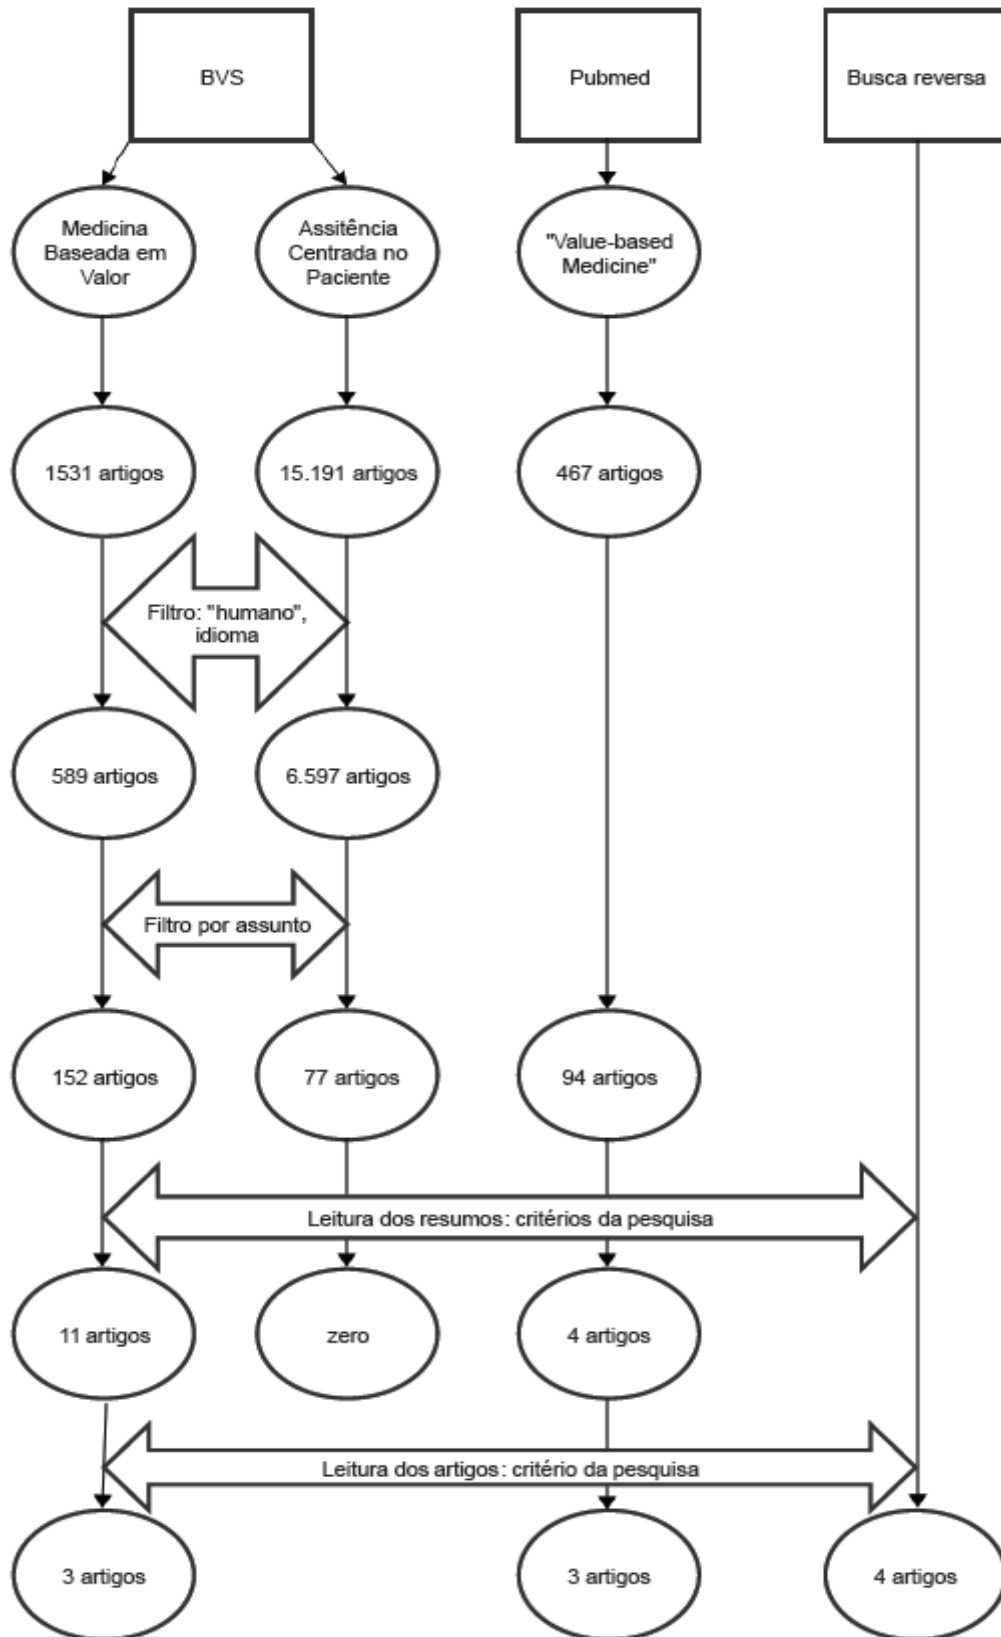 BVS
Pubmed
Busca reversa
Medicina
Baseada em
Valor
Assitência
Centrada no
Paciente
"Value-based
Medicine"
1531 artigos
15.191 artigos
467 artigos
Filtro: "humano",
idioma
589 artigos
6.597 artigos
Filtro por assunto
152 artigos
77 artigos
94 artigos
Leitura dos resumos: critérios da pesquisa
11 artigos
zero
4 artigos
Leitura dos artigos: critério da pesquisa
3 artigos
3 artigos
4 artigos